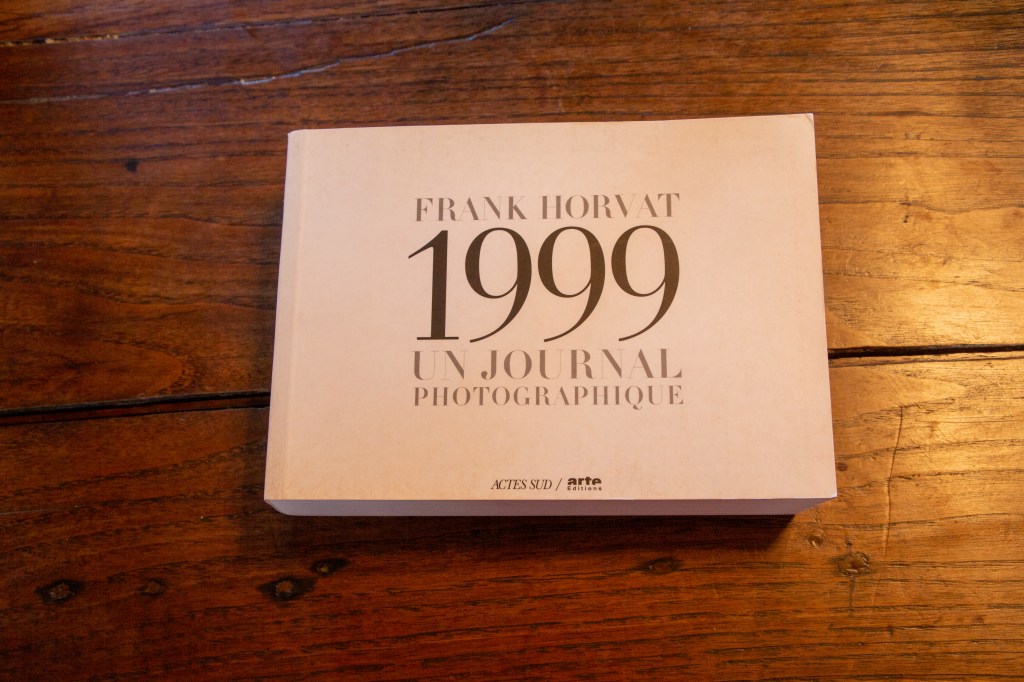 FRANK HORVAT
1999
UN JOURNAL
PHOTOGRAPHIQUE
ACTES SUD / arte
Editions